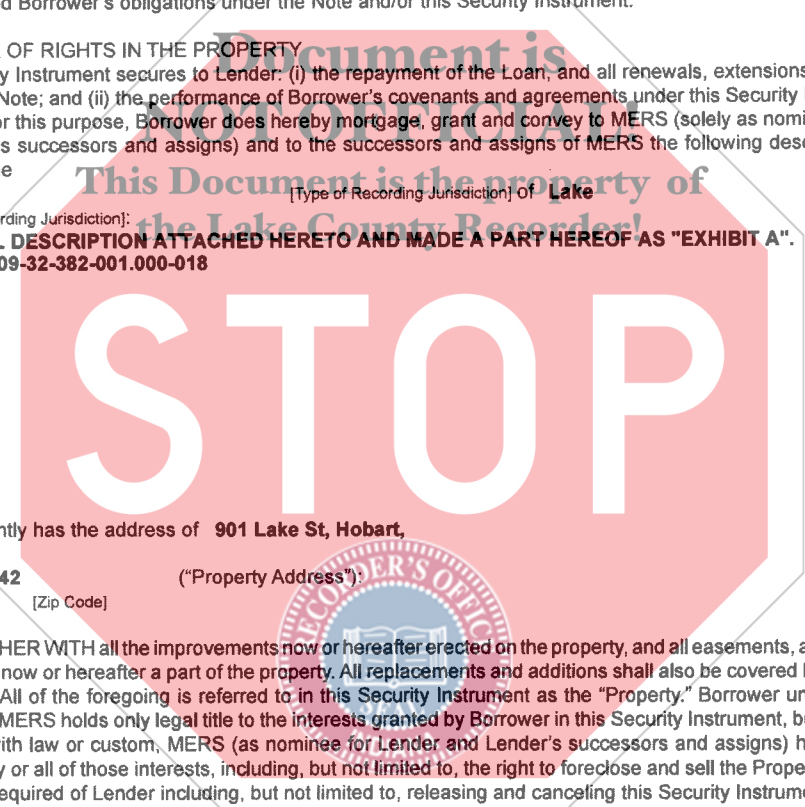 d Borrower's obligations under the Note and/or this Security Instrument.
OF RIGHTS IN THE PROPERTY
y Instrument secures to Lender: (i) the repayment of the Loan, and all renewals, extensions
Note; and (ii) the performance of Borrower's covenants and agreements under this Security
or this purpose, Borrower does hereby mortgage, grant and convey to MERS (solely as nomi
s successors and assigns) and to the successors and assigns of MERS the following desc
e
[Type of Recording Jurisdiction] of Lake
rding Jurisdiction]:
L DESCRIPTION ATTACHED HERETO AND MADE A PART HEREOF AS "EXHIBIT A".
09-32-382-001.000-018
Document is
NOT OFFICIAL!
This Document is the property of
the Lake County Recorder!
STOP
ntly has the address of 901 Lake St, Hobart,
42 ("Property Address"):
[Zip Code]
RECORDER'S OFFICE
SEAL
HER WITH all the improvements now or hereafter erected on the property, and all easements, a
now or hereafter a part of the property. All replacements and additions shall also be covered
All of the foregoing is referred to in this Security Instrument as the "Property." Borrower un
MERS holds only legal title to the interests granted by Borrower in this Security Instrument, b
ith law or custom, MERS (as nominee for Lender and Lender's successors and assigns) h
y or all of those interests, including, but not limited to, the right to foreclose and sell the Prope
equired of Lender including, but not limited to, releasing and canceling this Security Instrume